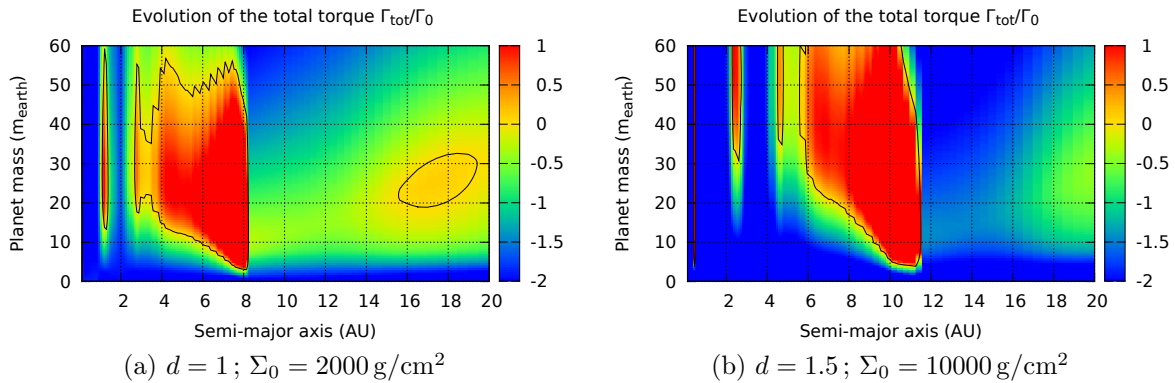 Evolution of the total torque Γtot/Γ0
Planet mass (mearth)
60
50
40
30
20
10
0
2 4 6 8 10 12 14 16 18 20
Semi-major axis (AU)
1
0.5
0
-0.5
-1
-1.5
-2
(a) d = 1 ; Σ0 = 2000 g/cm2
Evolution of the total torque Γtot/Γ0
Planet mass (mearth)
60
50
40
30
20
10
0
2 4 6 8 10 12 14 16 18 20
Semi-major axis (AU)
1
0.5
0
-0.5
-1
-1.5
-2
(b) d = 1.5 ; Σ0 = 10000 g/cm2